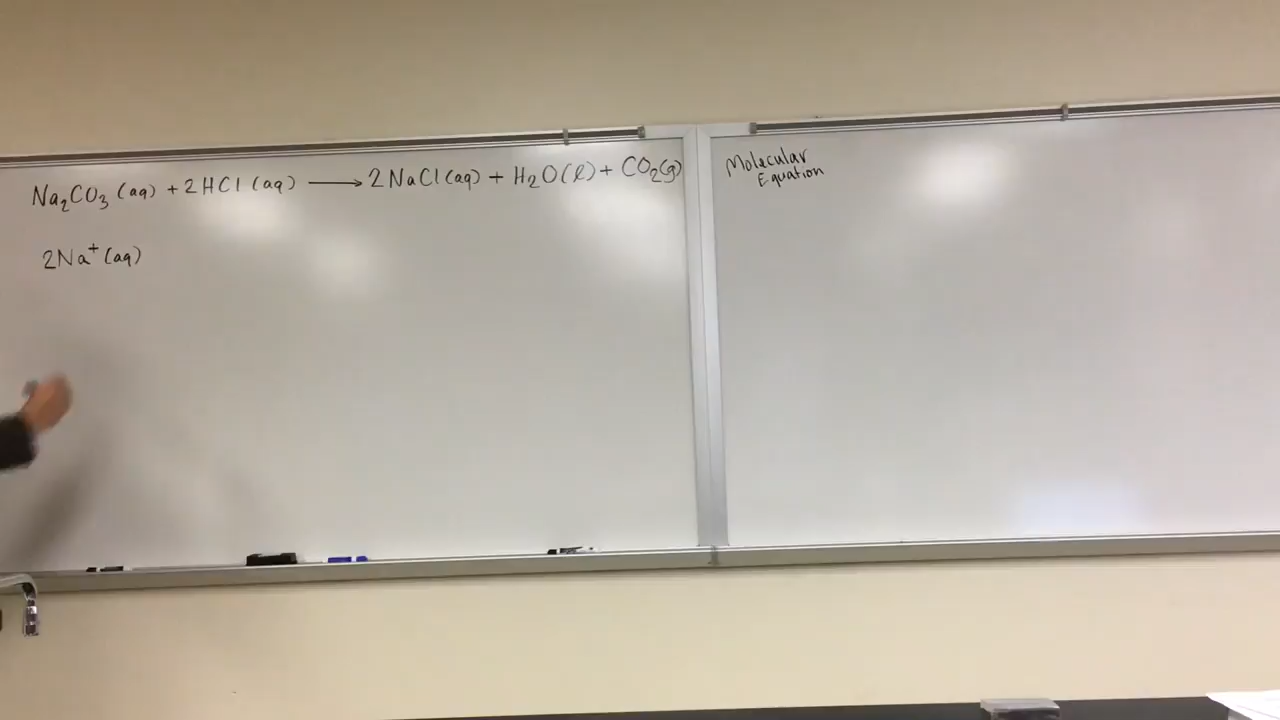 Na₂CO₃ (aq) + 2HCl (aq) ⟶ 2NaCl (aq) + H₂O(ℓ) + CO₂(g)
Molecular
Equation
2Na⁺ (aq)